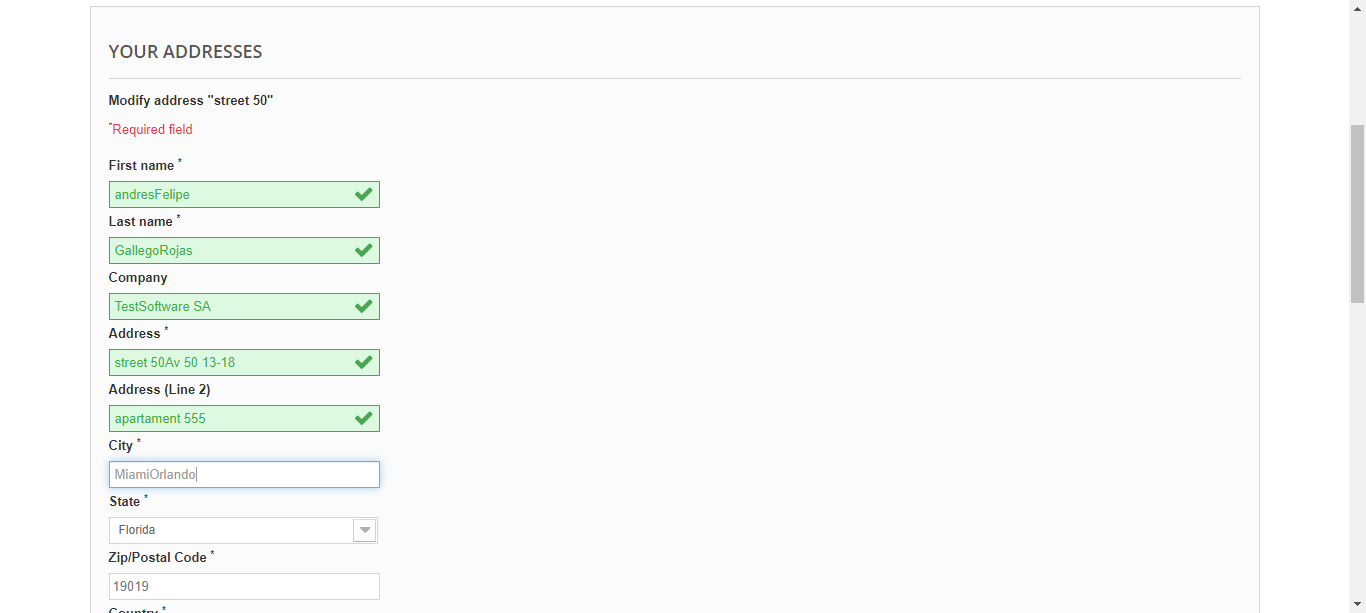 YOUR ADDRESSES
Modify address "street 50"
*Required field
First name *
andresFelipe
Last name *
GallegoRojas
Company
TestSoftware SA
Address *
street 50Av 50 13-18
Address (Line 2)
apartament 555
City *
MiamiOrlando
State *
Florida
Zip/Postal Code *
19019
Country *